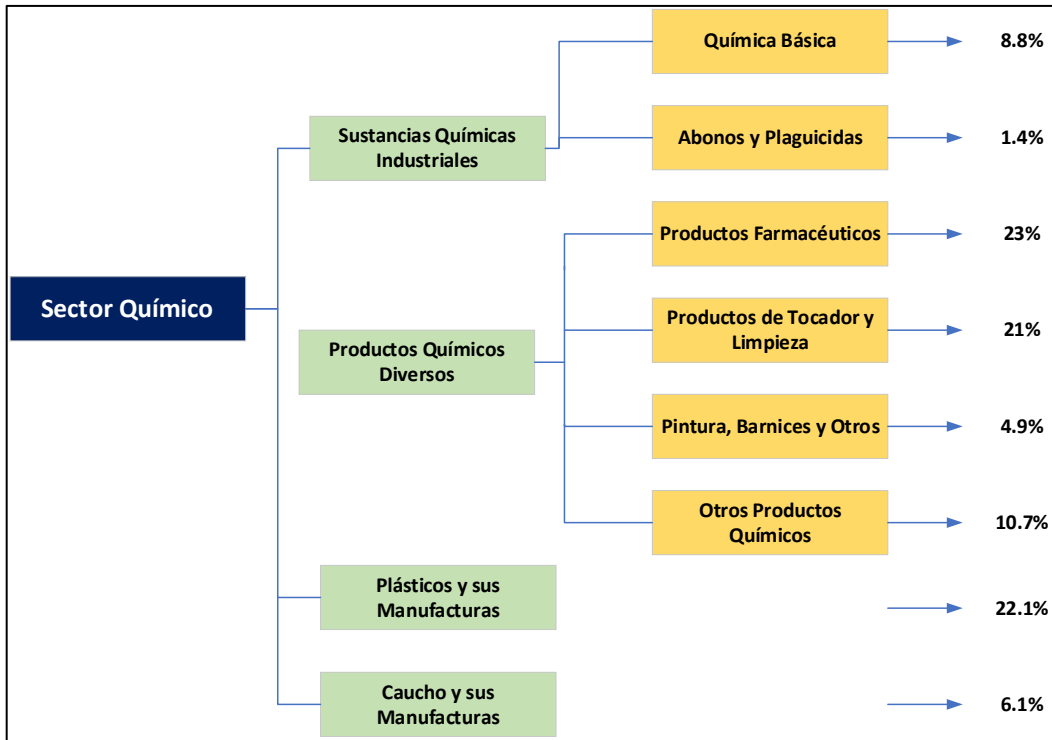 Química Básica
8.8%
Sustancias Químicas
Industriales
Abonos y Plaguicidas
1.4%
Productos Farmacéuticos
23%
Sector Químico
Productos de Tocador y
Limpieza
21%
Productos Químicos
Diversos
Pintura, Barnices y Otros
4.9%
Otros Productos
Químicos
10.7%
Plásticos y sus
Manufacturas
22.1%
Caucho y sus
Manufacturas
6.1%